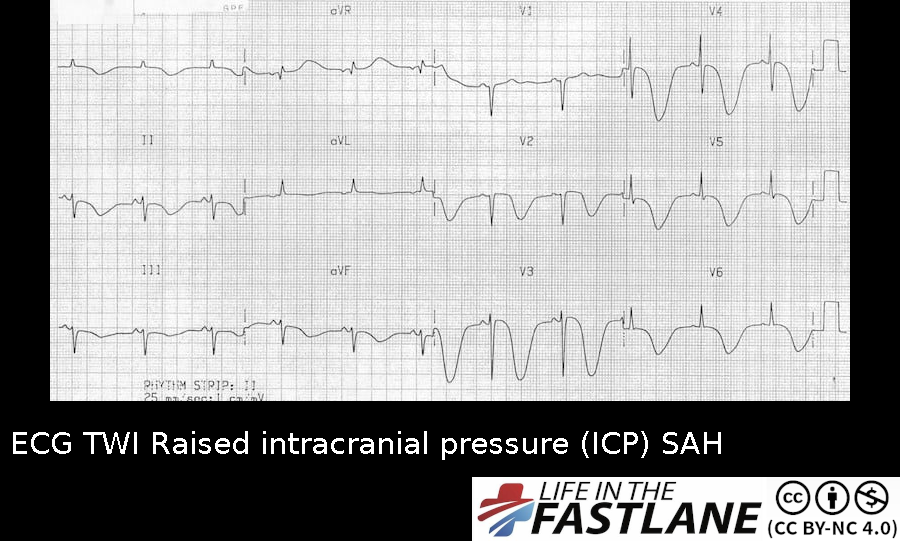 aVR V1 V4
II aVL V2 V5
III aVF V3 V6
RHYTHM STRIP: II
25 mm/sec:1 cm/mV
ECG TWI Raised intracranial pressure (ICP) SAH
LIFE IN THE
FASTLANE
(CC BY-NC 4.0)
cc
$